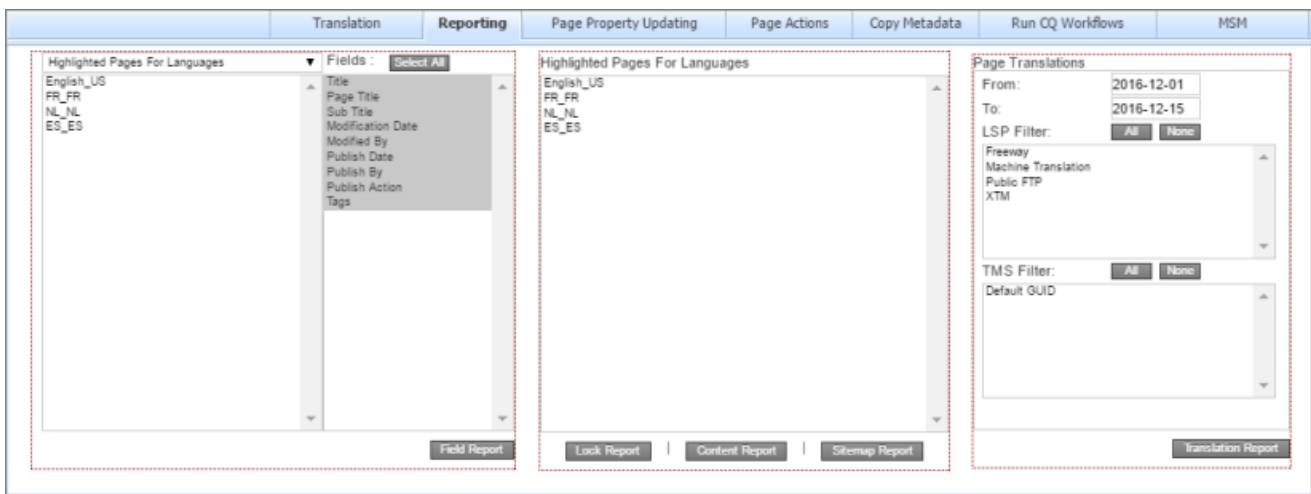 Translation Reporting Page Property Updating Page Actions Copy Metadata Run CQ Workflows MSM
Highlighted Pages For Languages
English_US
FR_FR
NL_NL
ES_ES
Fields : Select All
Title
Page Title
Sub Title
Modification Date
Modified By
Publish Date
Publish By
Publish Action
Tags
Field Report
Highlighted Pages For Languages
English_US
FR_FR
NL_NL
ES_ES
Lock Report | Content Report | Sitemap Report
Page Translations
From: 2016-12-01
To: 2016-12-15
LSP Filter: All None
Freeway
Machine Translation
Public FTP
XTM
TMS Filter: All None
Default GUID
Translation Report